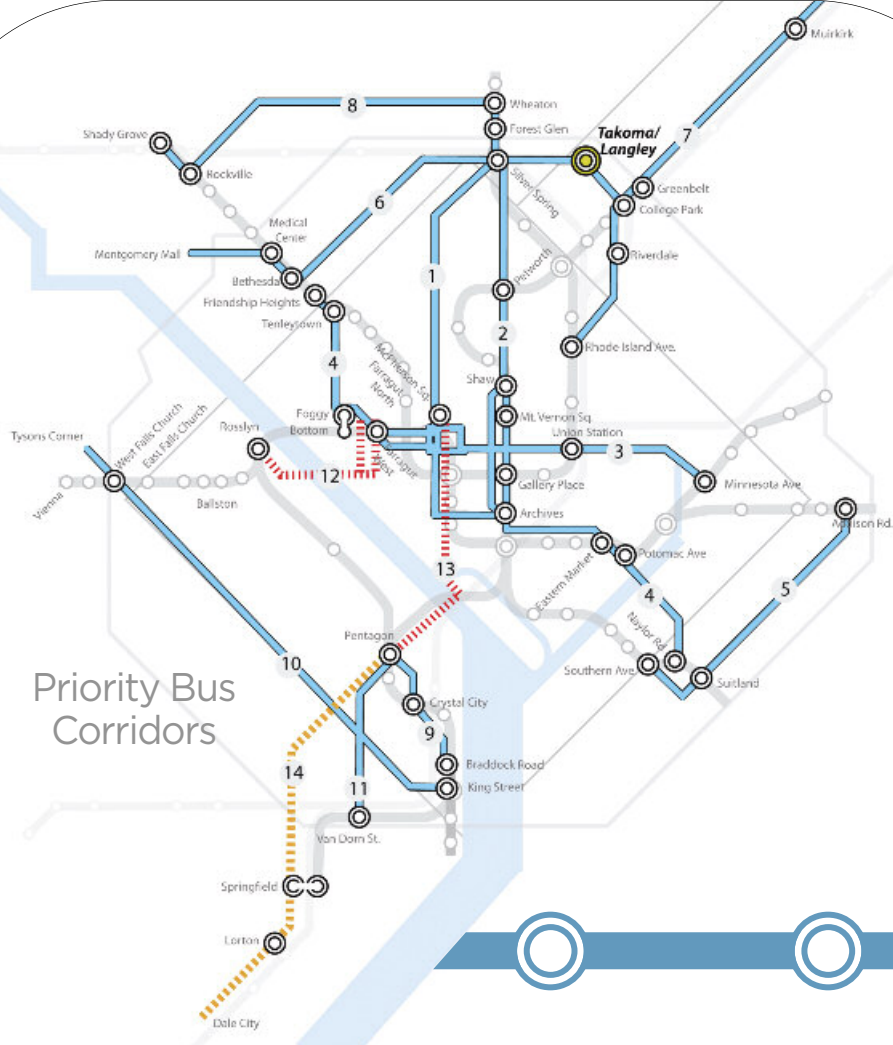 Muirkirk
8
Wheaton
Forest Glen
Takoma/
Langley
7
Shady Grove
Rockville
Silver Spring
Greenbelt
College Park
6
Medical
Center
Montgomery Mall
Riverdale
Bethesda
1
Petworth
Friendship Heights
Tenleytown
2
Rhode Island Ave.
4
McPherson Sq.
Farragut
North
Shaw
West Falls Church
East Falls Church
Foggy
Bottom
Mt. Vernon Sq.
Rosslyn
Union Station
Tysons Corner
3
Farragut
West
12
Gallery Place
Minnesota Ave
Vienna
Ballston
Archives
Addison Rd.
Eastern Market
Potomac Ave
13
4
5
Naylor Rd
Pentagon
10
Southern Ave.
Suitland
Priority Bus
Corridors
Crystal City
9
Braddock Road
14
11
King Street
Van Dorn St.
Springfield
Lorton
Dale City